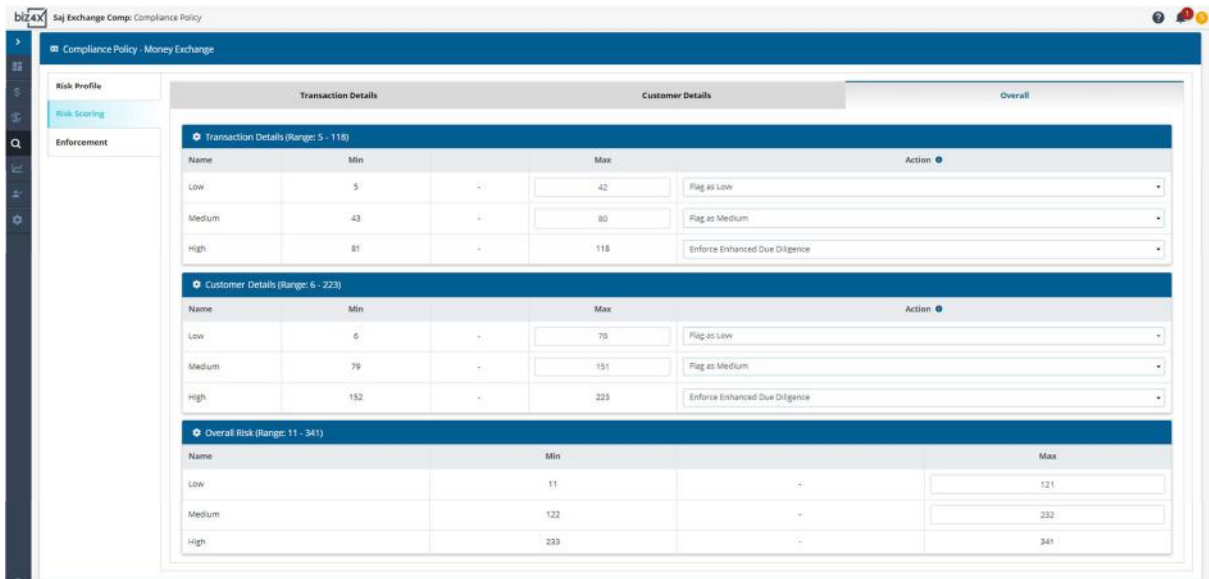 biz4x Saj Exchange Comp: Compliance Policy
1
Compliance Policy - Money Exchange
Risk Profile
Risk Scoring
Enforcement
Transaction Details Customer Details Overall
Transaction Details (Range: 5 - 118)
Name Min Max Action
Low 5 - 42 Flag as Low
Medium 43 - 80 Flag as Medium
High 81 - 118 Enforce Enhanced Due Diligence
Customer Details (Range: 6 - 223)
Name Min Max Action
Low 6 - Flag as Low
Medium 79 - 151 Flag as Medium
High 152 - 223 Enforce Enhanced Due Diligence
Overall Risk (Range: 11 - 341)
Name Min Max
Low 11 - 121
Medium 122 - 232
High 233 - 341